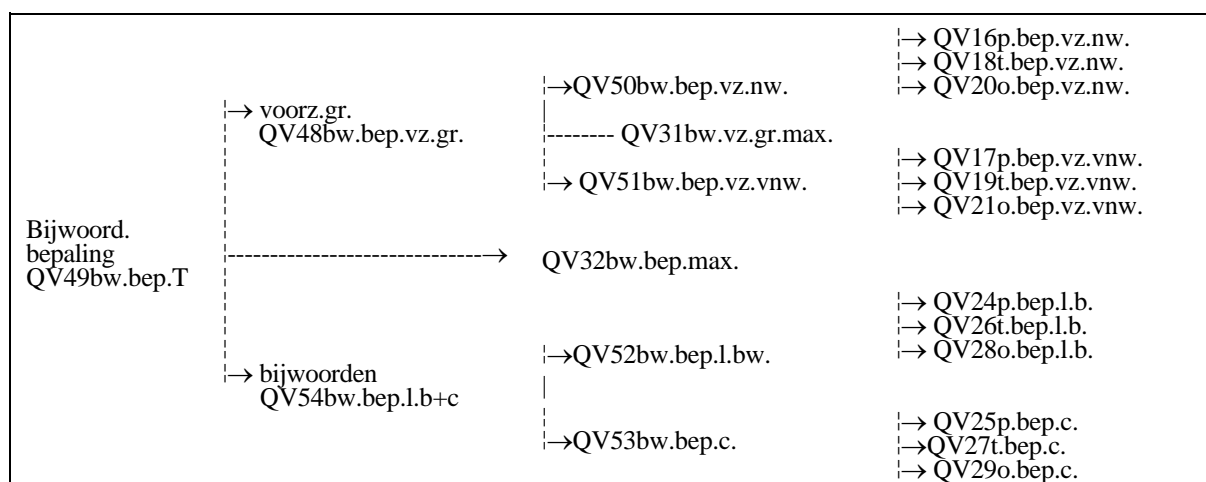 ¦→ QV16p.bep.vz.nw.
¦→ QV18t.bep.vz.nw.
¦→QV50bw.bep.vz.nw. ¦→ QV20o.bep.vz.nw.
¦→ voorz.gr.
QV48bw.bep.vz.gr. ¦-------- QV31bw.vz.gr.max.
¦→ QV17p.bep.vz.vnw.
¦→ QV51bw.bep.vz.vnw. ¦→ QV19t.bep.vz.vnw.
¦→ QV21o.bep.vz.vnw.
Bijwoord.
bepaling ¦-------------------------------→ QV32bw.bep.max.
QV49bw.bep.T
¦→ QV24p.bep.l.b.
¦→ QV26t.bep.l.b.
¦→QV52bw.bep.l.bw. ¦→ QV28o.bep.l.b.
¦→ bijwoorden
QV54bw.bep.l.b+c
¦→ QV25p.bep.c.
¦→QV53bw.bep.c. ¦→QV27t.bep.c.
¦→ QV29o.bep.c.